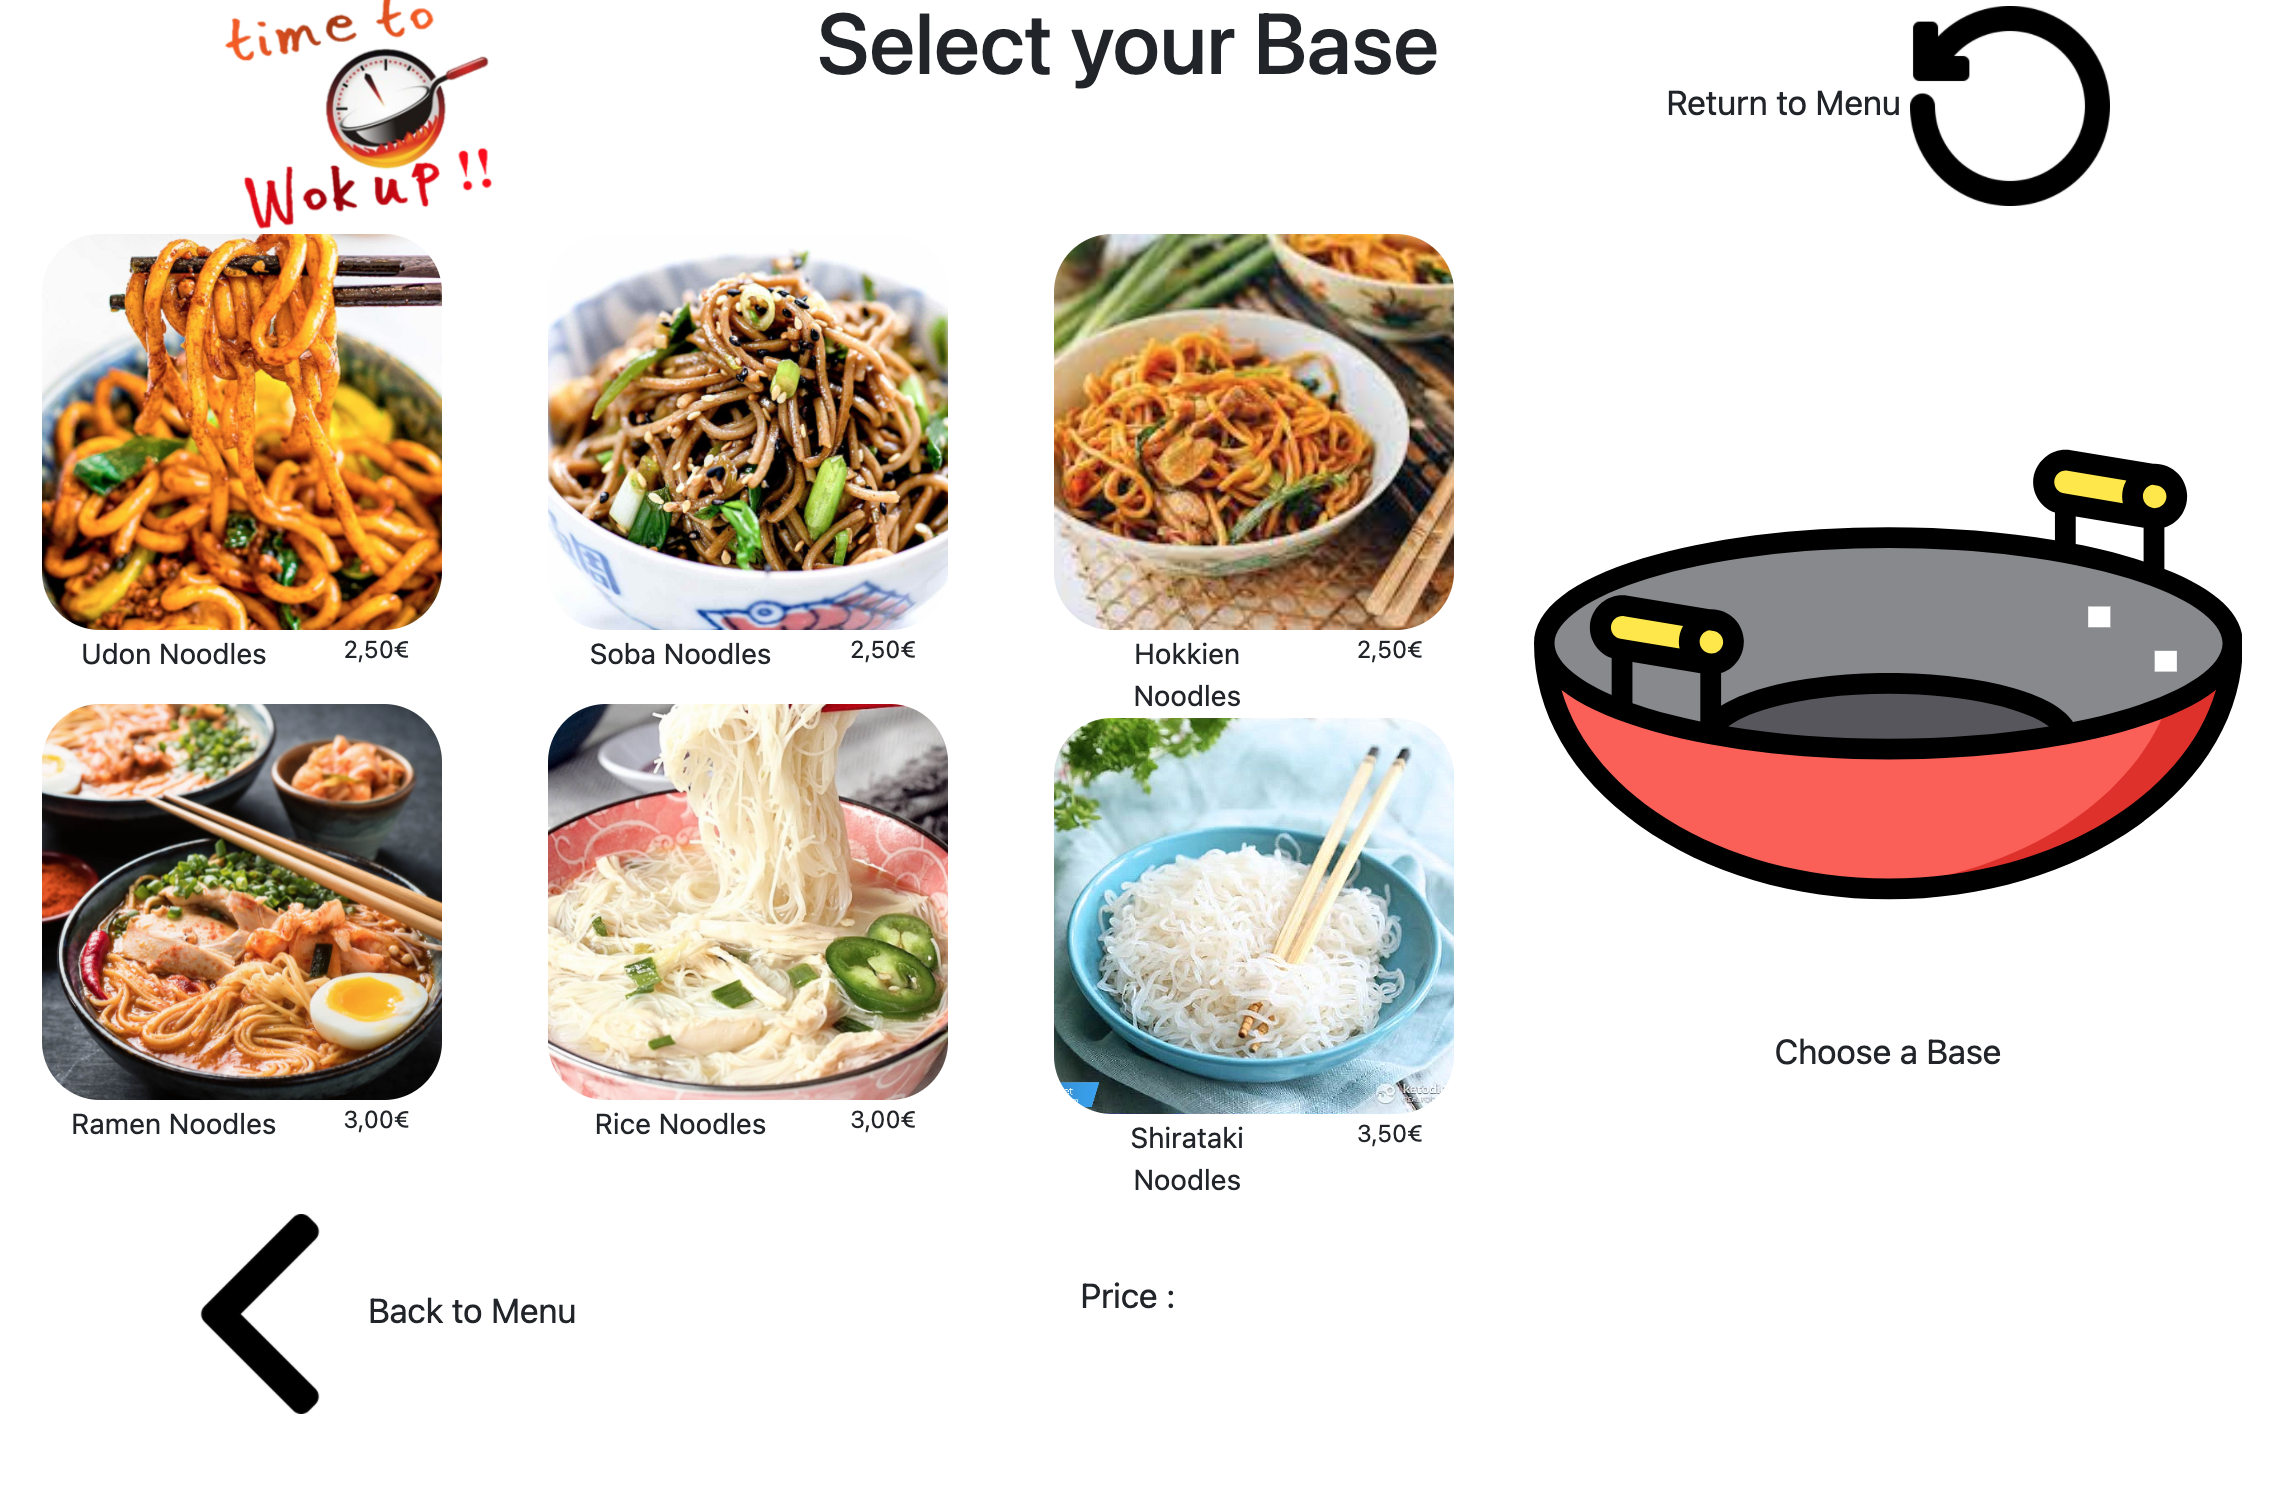 time to
Wok up !!
Select your Base
Return to Menu
Udon Noodles 2,50€
Soba Noodles 2,50€
Hokkien 2,50€
Noodles
Ramen Noodles 3,00€
Rice Noodles 3,00€
Shirataki 3,50€
Noodles
Choose a Base
Back to Menu
Price :